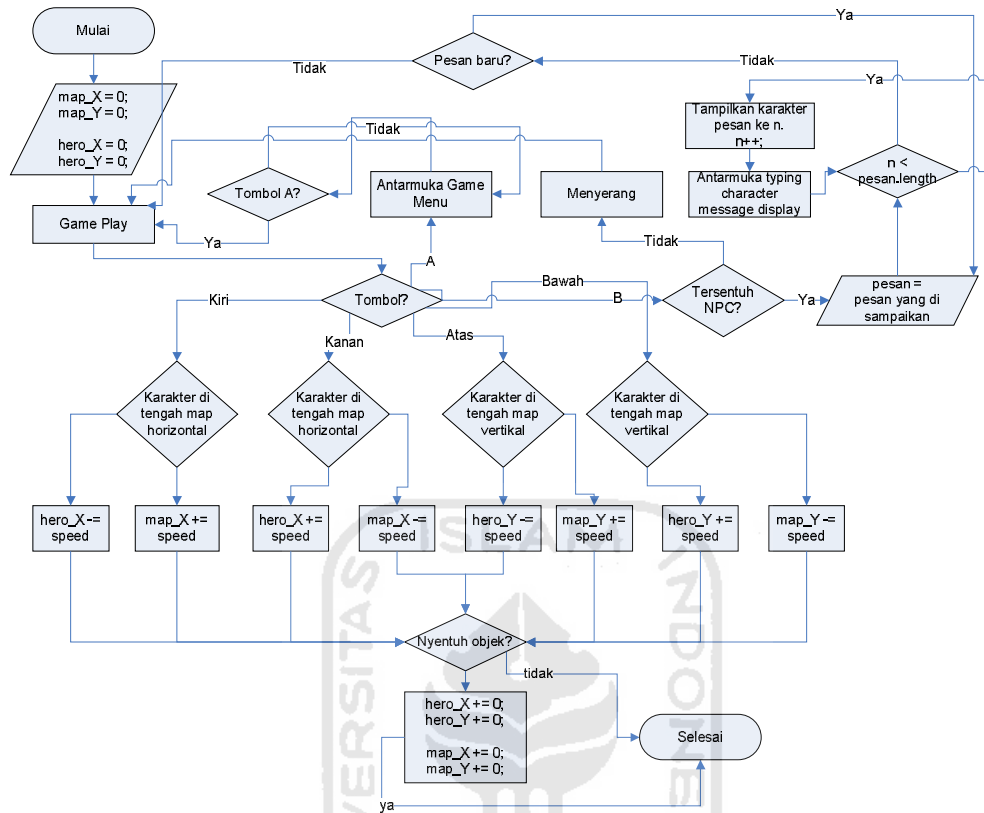 Mulai
Ya
Pesan baru?
Tidak
Tidak
Ya
map_X = 0;
map_Y = 0;
hero_X = 0;
hero_Y = 0;
Tampilkan karakter
pesan ke n.
n++;
Tidak
n <
pesan.length
Tombol A?
Antarmuka Game
Menu
Menyerang
Antarmuka typing
character
message display
Game Play
Ya
Tidak
A
Bawah
Tersentuh
NPC?
Ya
pesan =
pesan yang di
sampaikan
Kiri
Tombol?
B
Kanan
Atas
Karakter di
tengah map
horizontal
Karakter di
tengah map
horizontal
Karakter di
tengah map
vertikal
Karakter di
tengah map
vertikal
hero_X -=
speed
map_X +=
speed
hero_X +=
speed
map_X -=
speed
hero_Y -=
speed
map_Y +=
speed
hero_Y +=
speed
map_Y -=
speed
ISLAM
UNIVERSITAS
INDONE
Nyentuh objek?
tidak
hero_X += 0;
hero_Y += 0;
map_X += 0;
map_Y += 0;
Selesai
ya